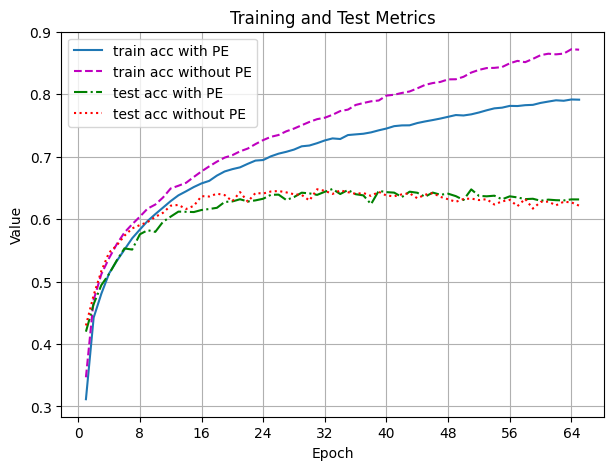 Training and Test Metrics
train acc with PE
train acc without PE
test acc with PE
test acc without PE
Value
0.9
0.8
0.7
0.6
0.5
0.4
0.3
0 8 16 24 32 40 48 56 64
Epoch